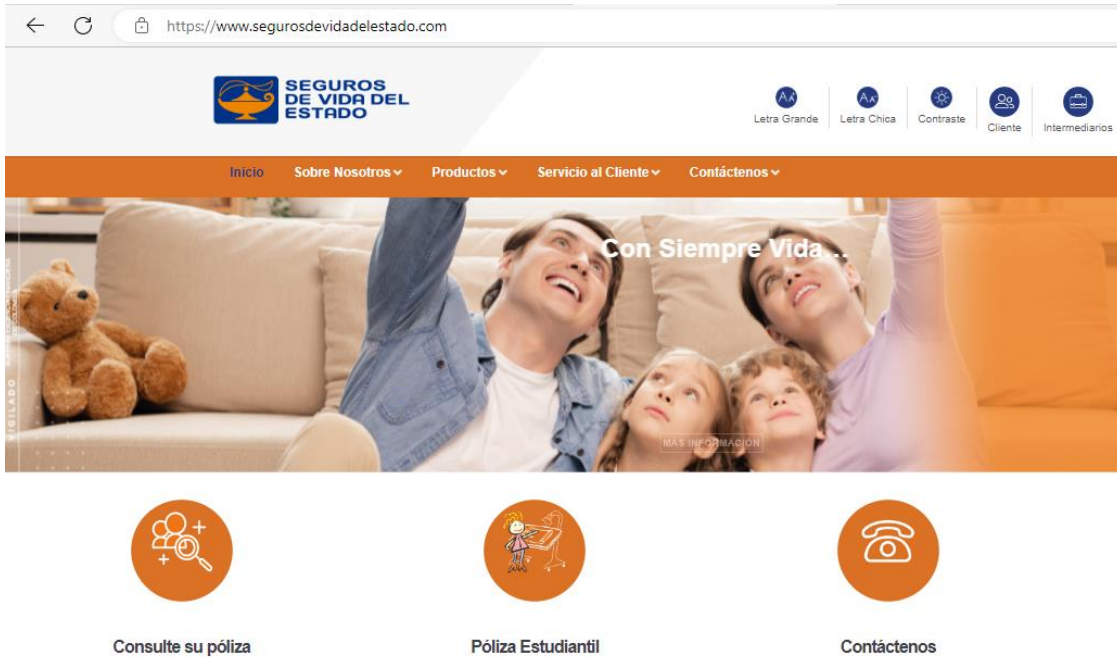 https://www.segurosdevidadelestado.com
SEGUROS
DE VIDA DEL
ESTADO
Letra Grande
Letra Chica
Contraste
Cliente
Intermediarios
Inicio
Sobre Nosotros
Productos
Servicio al Cliente
Contáctenos
Con Siempre Vida...
VIGILADO
MÁS INFORMACIÓN
Consulte su póliza
Póliza Estudiantil
Contáctenos